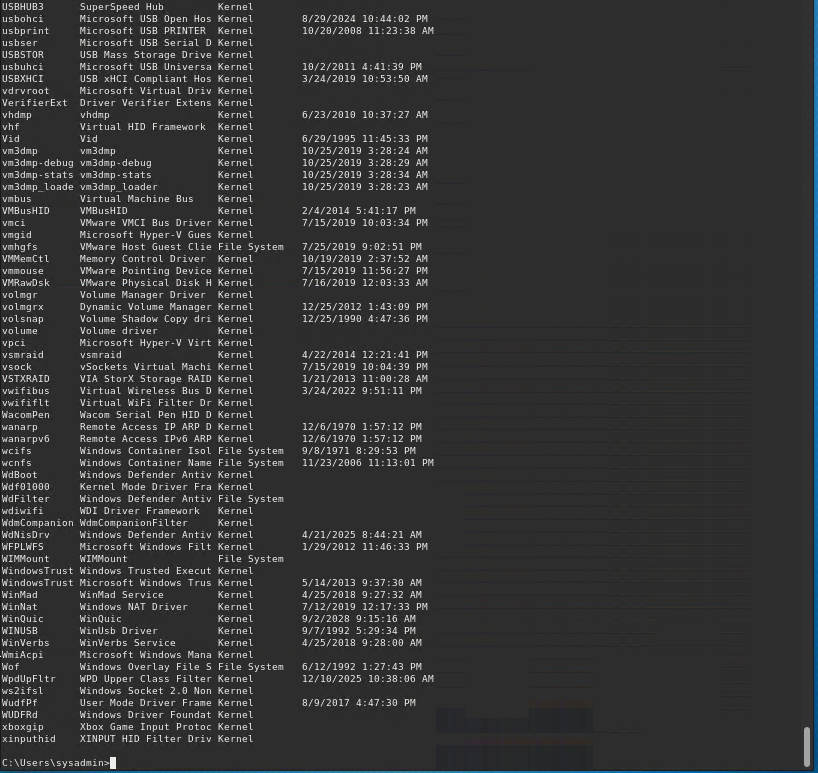 USBHUB3 SuperSpeed Hub Kernel
usbohci Microsoft USB Open Hos Kernel 8/29/2024 10:44:02 PM
usbprint Microsoft USB PRINTER Kernel 10/20/2008 11:23:38 AM
usbser Microsoft USB Serial D Kernel
USBSTOR USB Mass Storage Drive Kernel
usbuhci Microsoft USB Universa Kernel 10/2/2011 4:41:39 PM
USBXHCI USB xHCI Compliant Hos Kernel 3/24/2019 10:53:50 AM
vdrvroot Microsoft Virtual Driv Kernel
VerifierExt Driver Verifier Extens Kernel
vhdmp vhdmp Kernel 6/23/2010 10:37:27 AM
vhf Virtual HID Framework Kernel
Vid Vid Kernel 6/29/1995 11:45:33 PM
vm3dmp vm3dmp Kernel 10/25/2019 3:28:24 AM
vm3dmp-debug vm3dmp-debug Kernel 10/25/2019 3:28:29 AM
vm3dmp-stats vm3dmp-stats Kernel 10/25/2019 3:28:34 AM
vm3dmp_loade vm3dmp_loader Kernel 10/25/2019 3:28:23 AM
vmbus Virtual Machine Bus Kernel
VMBusHID VMBusHID Kernel 2/4/2014 5:41:17 PM
vmci VMware VMCI Bus Driver Kernel 7/15/2019 10:03:34 PM
vmgid Microsoft Hyper-V Gues Kernel
vmhgfs VMware Host Guest Clie File System 7/25/2019 9:02:51 PM
VMMemCtl Memory Control Driver Kernel 10/19/2019 2:37:52 AM
vmmouse VMware Pointing Device Kernel 7/15/2019 11:56:27 PM
VMRawDsk VMware Physical Disk H Kernel 7/16/2019 12:03:33 AM
volmgr Volume Manager Driver Kernel
volmgrx Dynamic Volume Manager Kernel 12/25/2012 1:43:09 PM
volsnap Volume Shadow Copy dri Kernel 12/25/1990 4:47:36 PM
volume Volume driver Kernel
vpci Microsoft Hyper-V Virt Kernel
vsmraid vsmraid Kernel 4/22/2014 12:21:41 PM
vsock vSockets Virtual Machi Kernel 7/15/2019 10:04:39 PM
VSTXRAID VIA StorX Storage RAID Kernel 1/21/2013 11:00:28 AM
vwifibus Virtual Wireless Bus D Kernel 3/24/2022 9:51:11 PM
vwififlt Virtual WiFi Filter Dr Kernel
WacomPen Wacom Serial Pen HID D Kernel
wanarp Remote Access IP ARP D Kernel 12/6/1970 1:57:12 PM
wanarpv6 Remote Access IPv6 ARP Kernel 12/6/1970 1:57:12 PM
wcifs Windows Container Isol File System 9/8/1971 8:29:53 PM
wcnfs Windows Container Name File System 11/23/2006 11:13:01 PM
WdBoot Windows Defender Antiv Kernel
Wdf01000 Kernel Mode Driver Fra Kernel
WdFilter Windows Defender Antiv File System
wdiwifi WDI Driver Framework Kernel
WdmCompanion WdmCompanionFilter Kernel
WdNisDrv Windows Defender Antiv Kernel 4/21/2025 8:44:21 AM
WFPLWFS Microsoft Windows Filt Kernel 1/29/2012 11:46:33 PM
WIMMount WIMMount File System
WindowsTrust Windows Trusted Execut Kernel
WindowsTrust Microsoft Windows Trus Kernel 5/14/2013 9:37:30 AM
WinMad WinMad Service Kernel 4/25/2018 9:27:32 AM
WinNat Windows NAT Driver Kernel 7/12/2019 12:17:33 PM
WinQuic WinQuic Kernel 9/2/2028 9:15:16 AM
WINUSB WinUsb Driver Kernel 9/7/1992 5:29:34 PM
WinVerbs WinVerbs Service Kernel 4/25/2018 9:28:00 AM
WmiAcpi Microsoft Windows Mana Kernel
Wof Windows Overlay File S File System 6/12/1992 1:27:43 PM
WpdUpFltr WPD Upper Class Filter Kernel 12/10/2025 10:38:06 AM
ws2ifsl Windows Socket 2.0 Non Kernel
WudfPf User Mode Driver Frame Kernel 8/9/2017 4:47:30 PM
WUDFRd Windows Driver Foundat Kernel
xboxgip Xbox Game Input Protoc Kernel
xinputhid XINPUT HID Filter Driv Kernel
C:\Users\sysadmin>